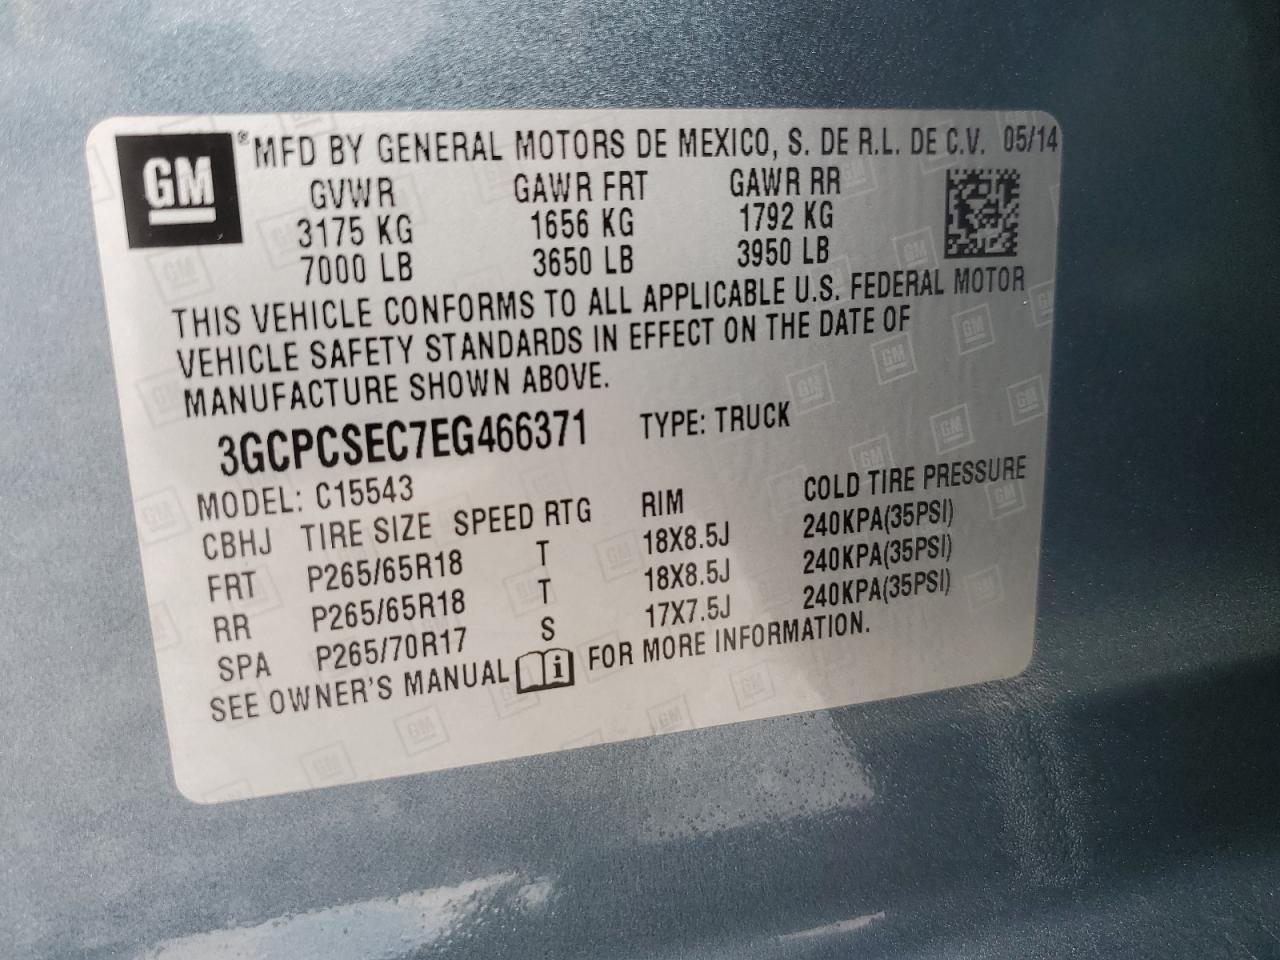 GM
® MFD BY GENERAL MOTORS DE MEXICO, S. DE R.L. DE C.V. 05/14
GVWR GAWR FRT GAWR RR
3175 KG 1656 KG 1792 KG
7000 LB 3650 LB 3950 LB
THIS VEHICLE CONFORMS TO ALL APPLICABLE U.S. FEDERAL MOTOR
VEHICLE SAFETY STANDARDS IN EFFECT ON THE DATE OF
MANUFACTURE SHOWN ABOVE.
3GCPCSEC7EG466371 TYPE: TRUCK
MODEL: C15543
CBHJ TIRE SIZE SPEED RTG RIM COLD TIRE PRESSURE
FRT P265/65R18 T 18X8.5J 240KPA(35PSI)
RR P265/65R18 T 18X8.5J 240KPA(35PSI)
SPA P265/70R17 S 17X7.5J 240KPA(35PSI)
SEE OWNER'S MANUAL i FOR MORE INFORMATION.